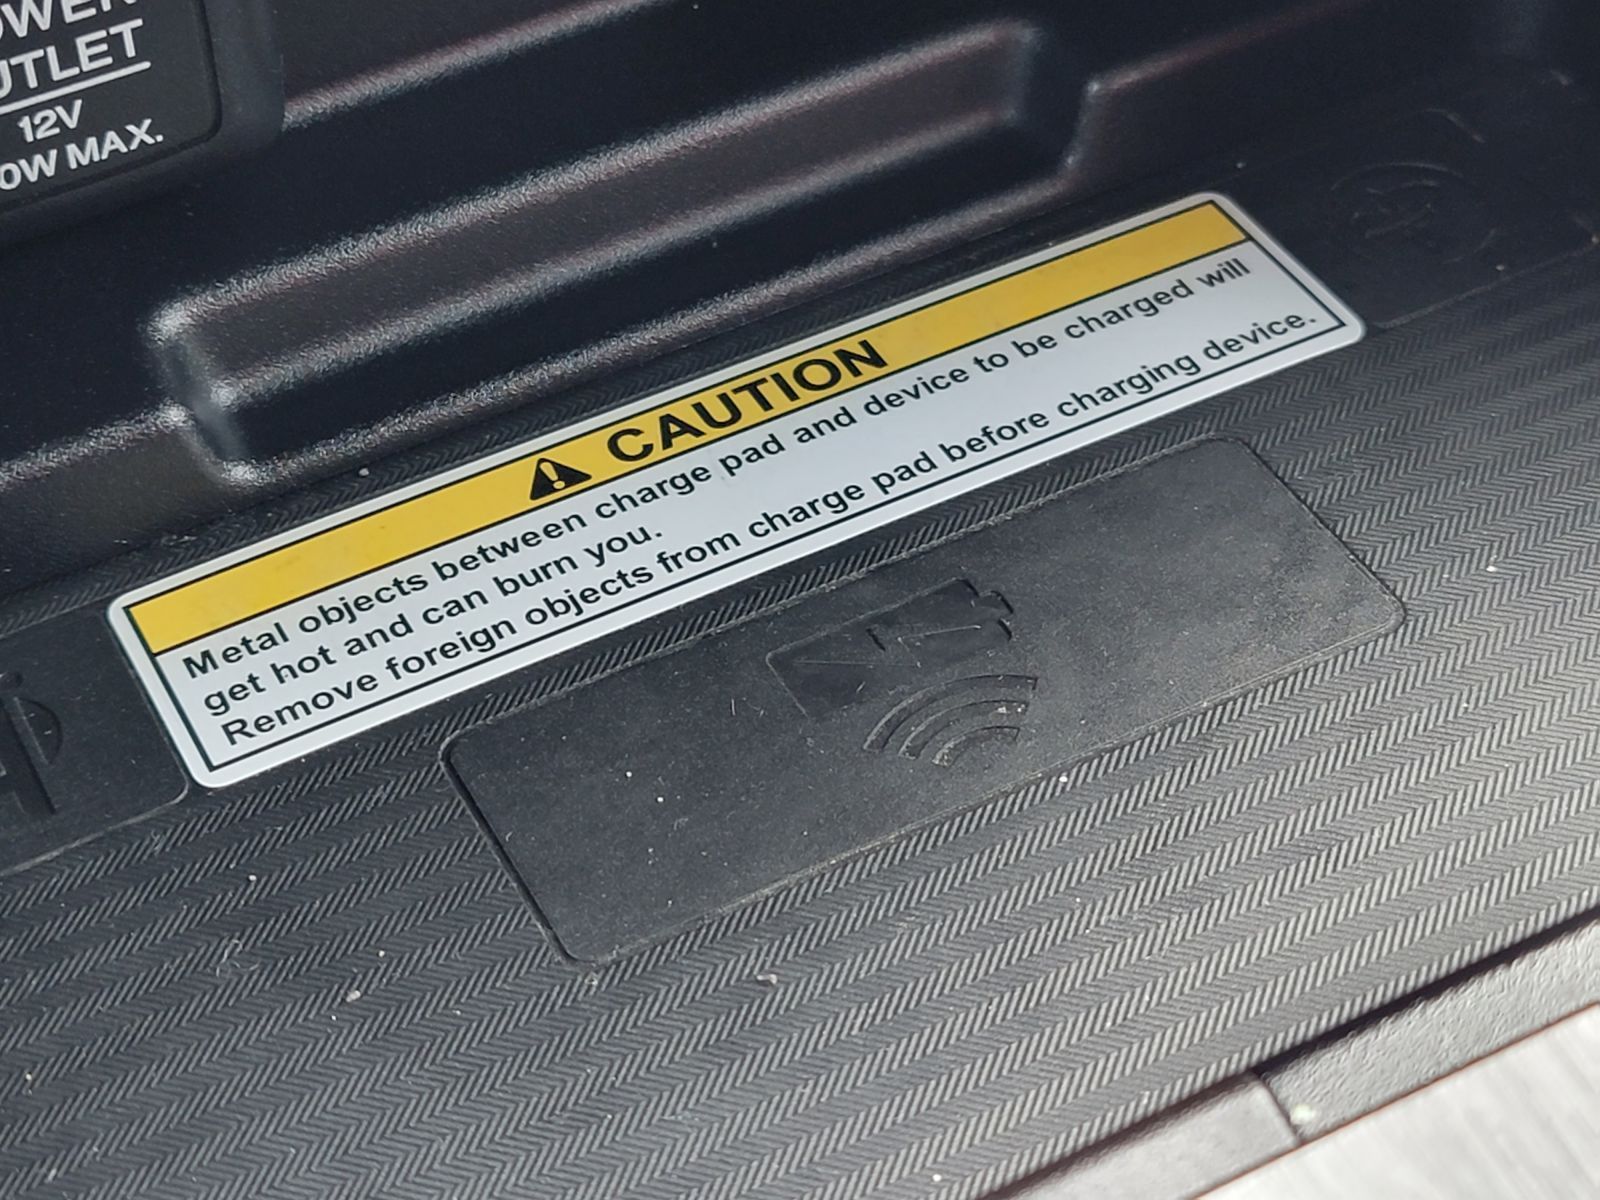 OUTLET
12V
MAX.
CAUTION
Metal objects between charge pad and device to be charged will
get hot and can burn you.
Remove foreign objects from charge pad before charging device.